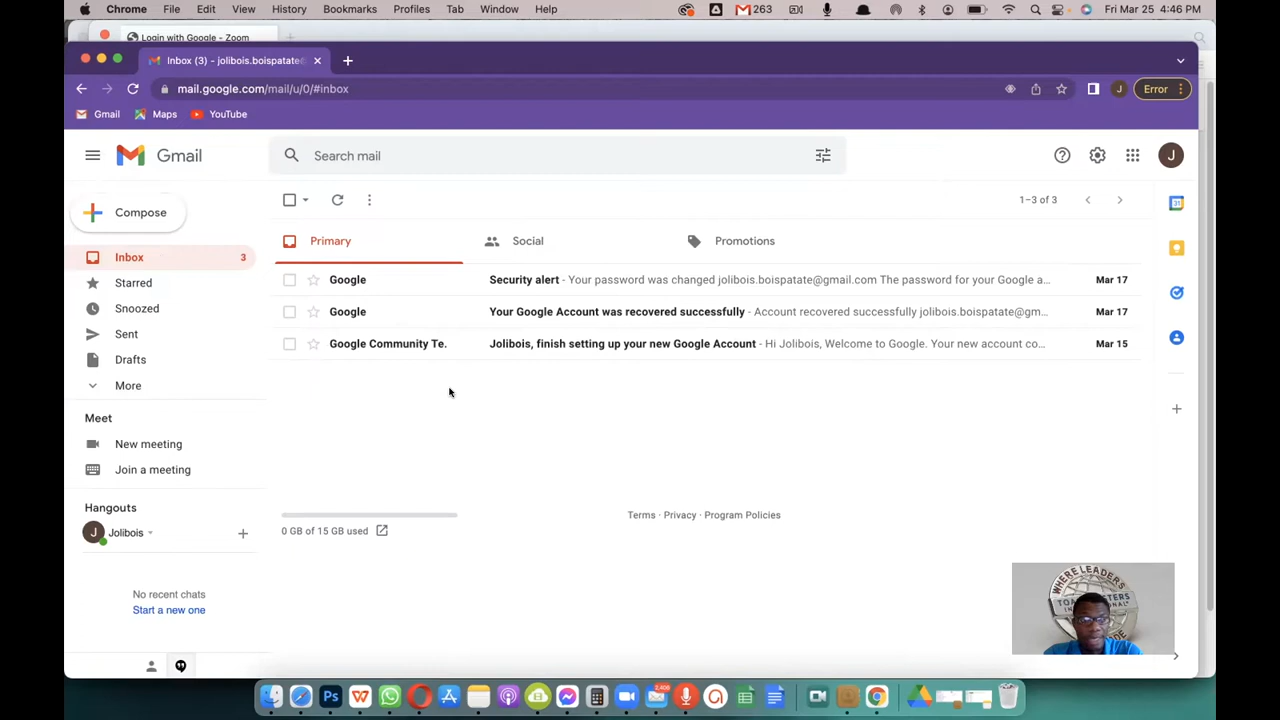 Chrome File Edit View History Bookmarks Profiles Tab Window Help 263 Fri Mar 25 4:46 PM
Login with Google - Zoom
Inbox (3) - jolibois.boispatate@
mail.google.com/mail/u/0/#inbox J Error
Gmail Maps YouTube
Gmail Search mail J
1–3 of 3
Compose
Primary Social Promotions
Inbox 3
Google Security alert - Your password was changed jolibois.boispatate@gmail.com The password for your Google a... Mar 17
Starred
Google Your Google Account was recovered successfully - Account recovered successfully jolibois.boispatate@gm... Mar 17
Snoozed
Sent
Google Community Te. Jolibois, finish setting up your new Google Account - Hi Jolibois, Welcome to Google. Your new account co... Mar 15
Drafts
More
Meet
New meeting
Join a meeting
Hangouts
J Jolibois
0 GB of 15 GB used
Terms · Privacy · Program Policies
No recent chats
Start a new one
WHERE LEADERS